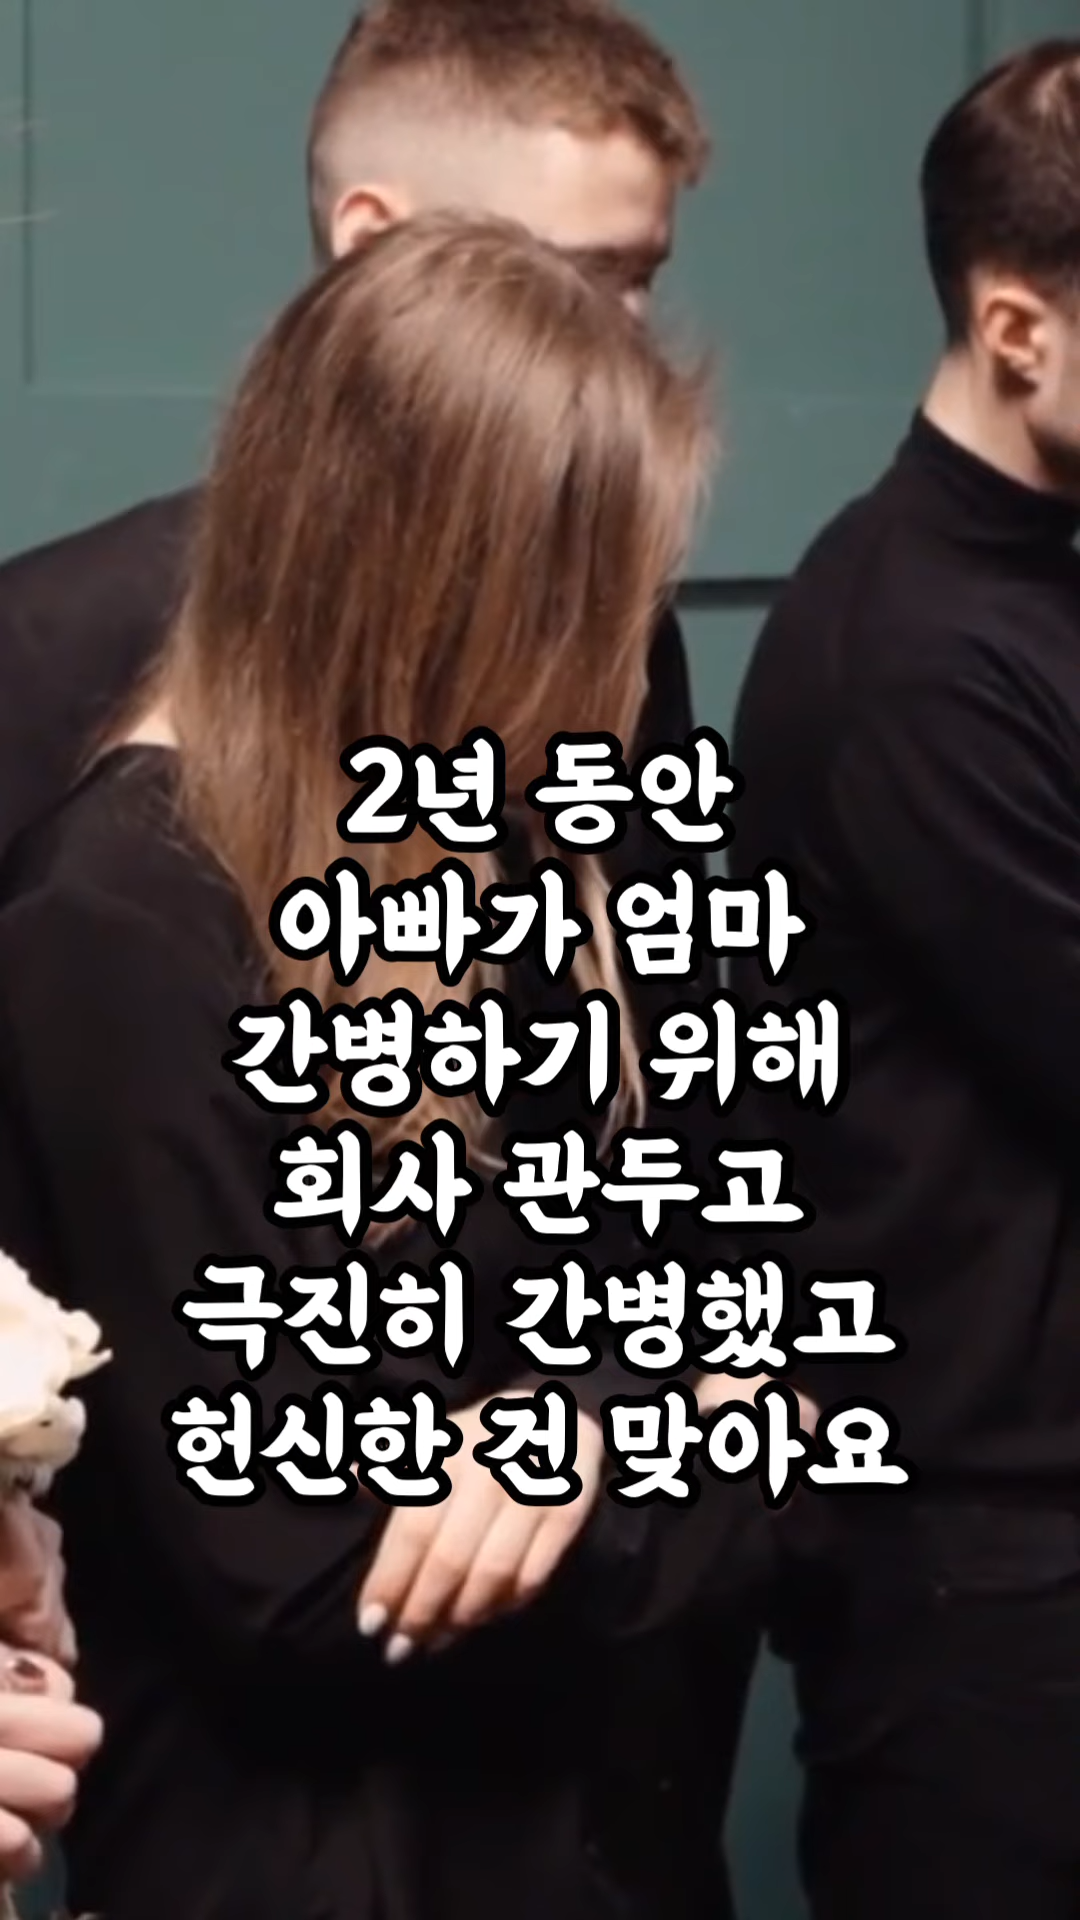 2년 동안
아빠가 엄마
간병하기 위해
회사 관두고
극진히 간병했고
헌신한 건 맞아요